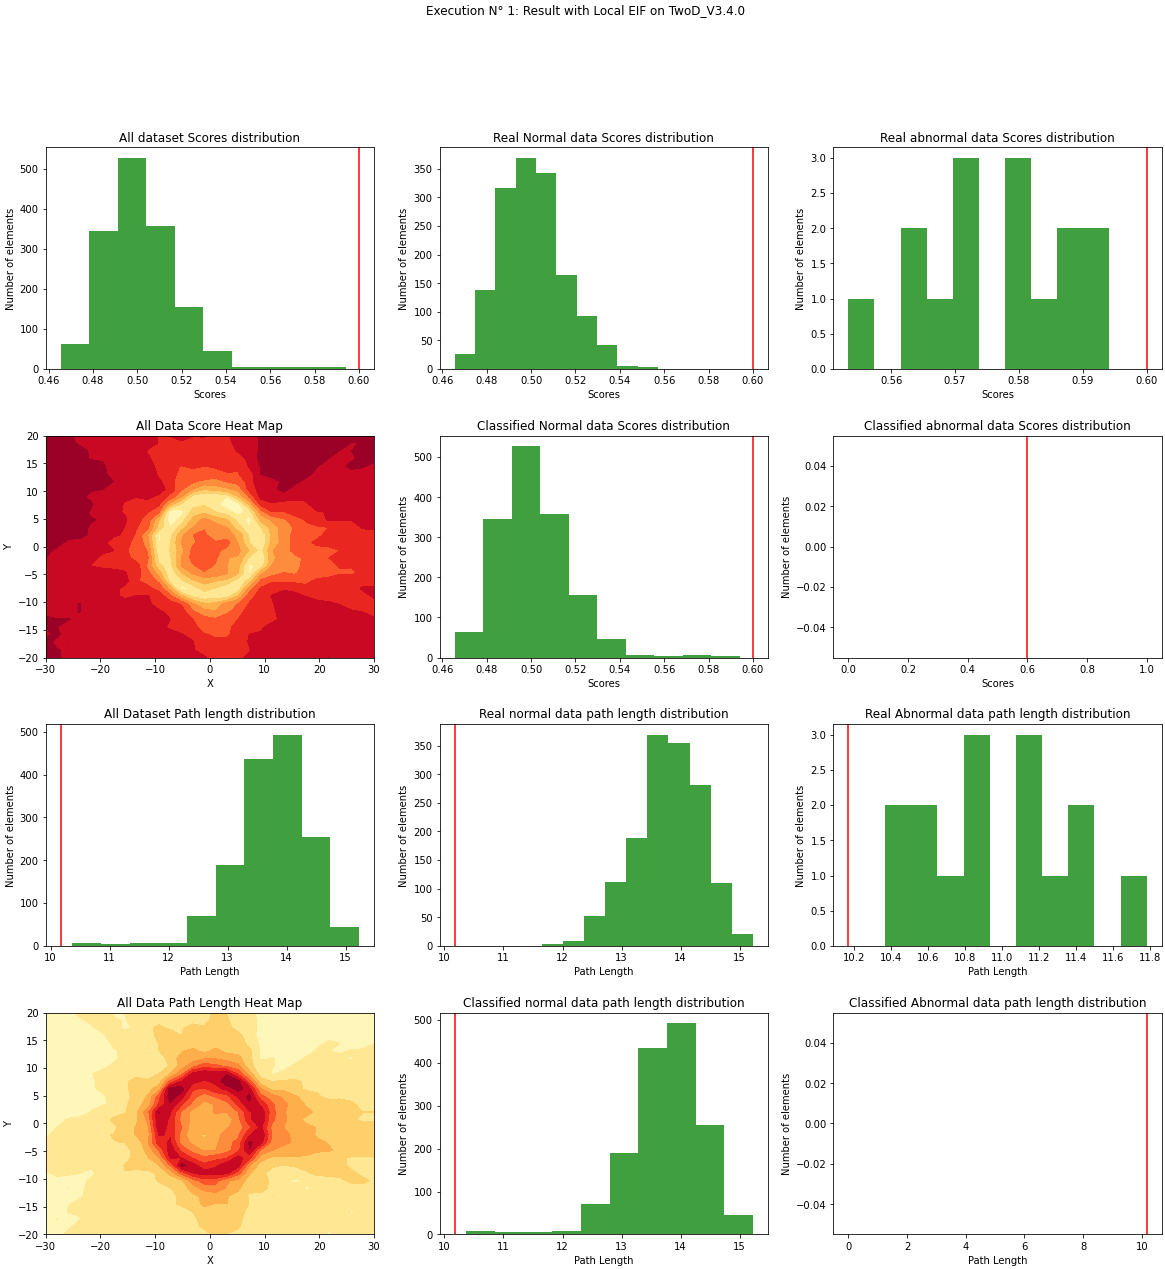 Execution N° 1: Result with Local EIF on TwoD_V3.4.0
All dataset Scores distribution
Number of elements
500
400
300
200
100
0
0.46 0.48 0.50 0.52 0.54 0.56 0.58 0.60
Scores
Real Normal data Scores distribution
Number of elements
350
300
250
200
150
100
50
0
0.46 0.48 0.50 0.52 0.54 0.56 0.58 0.60
Scores
Real abnormal data Scores distribution
Number of elements
3.0
2.5
2.0
1.5
1.0
0.5
0.0
0.56 0.57 0.58 0.59 0.60
Scores
All Data Score Heat Map
Y
20
15
10
5
0
−5
−10
−15
−20
−30 −20 −10 0 10 20 30
X
Classified Normal data Scores distribution
Number of elements
500
400
300
200
100
0
0.46 0.48 0.50 0.52 0.54 0.56 0.58 0.60
Scores
Classified abnormal data Scores distribution
Number of elements
0.04
0.02
0.00
−0.02
−0.04
0.0 0.2 0.4 0.6 0.8 1.0
Scores
All Dataset Path length distribution
Number of elements
500
400
300
200
100
0
10 11 12 13 14 15
Path Length
Real normal data path length distribution
Number of elements
350
300
250
200
150
100
50
0
10 11 12 13 14 15
Path Length
Real Abnormal data path length distribution
Number of elements
3.0
2.5
2.0
1.5
1.0
0.5
0.0
10.2 10.4 10.6 10.8 11.0 11.2 11.4 11.6 11.8
Path Length
All Data Path Length Heat Map
Y
20
15
10
5
0
−5
−10
−15
−20
−30 −20 −10 0 10 20 30
X
Classified normal data path length distribution
Number of elements
500
400
300
200
100
0
10 11 12 13 14 15
Path Length
Classified Abnormal data path length distribution
Number of elements
0.04
0.02
0.00
−0.02
−0.04
0 2 4 6 8 10
Path Length